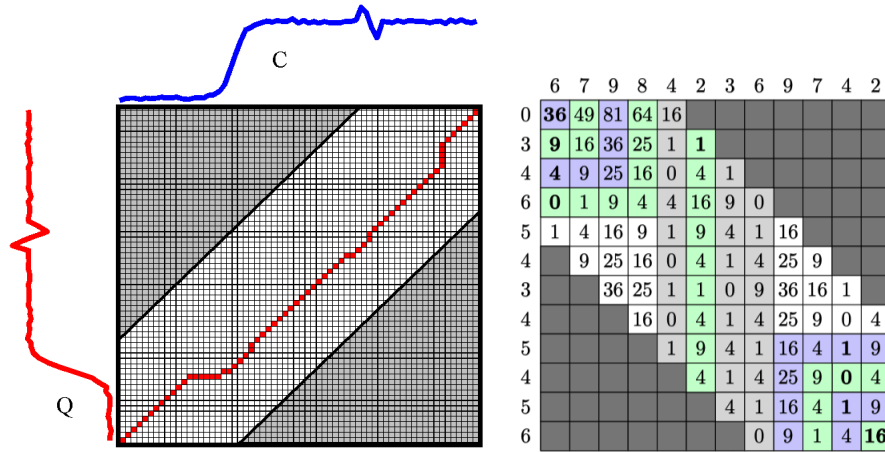 C
Q
6 7 9 8 4 2 3 6 9 7 4 2
0 36 49 81 64 16
3 9 16 36 25 1 1
4 4 9 25 16 0 4 1
6 0 1 9 4 4 16 9 0
5 1 4 16 9 1 9 4 1 16
4 9 25 16 0 4 1 4 25 9
3 36 25 1 1 0 9 36 16 1
4 16 0 4 1 4 25 9 0 4
5 1 9 4 1 16 4 1 9
4 4 1 4 25 9 0 4
5 4 1 16 4 1 9
6 0 9 1 4 16